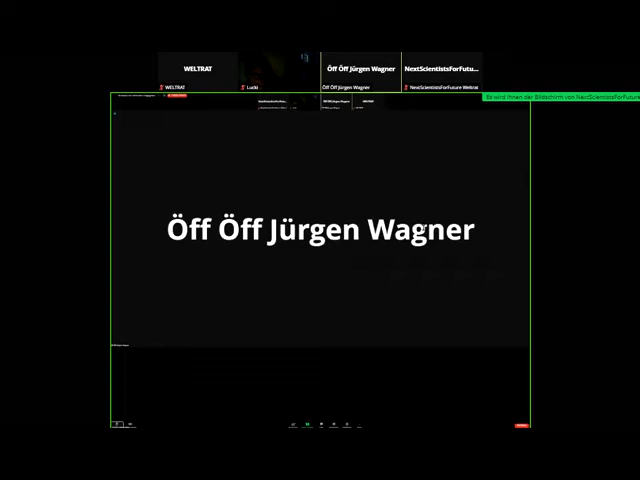 WELTRAT
Öff Öff Jürgen Wagner
NextScientistsForFutu...
WELTRAT
Lucki
Öff Öff Jürgen Wagner
NextScientistsForFuture Weltrat
Es wird Ihnen der Bildschirm von NextScientistsForFuture
Öff Öff Jürgen Wagner